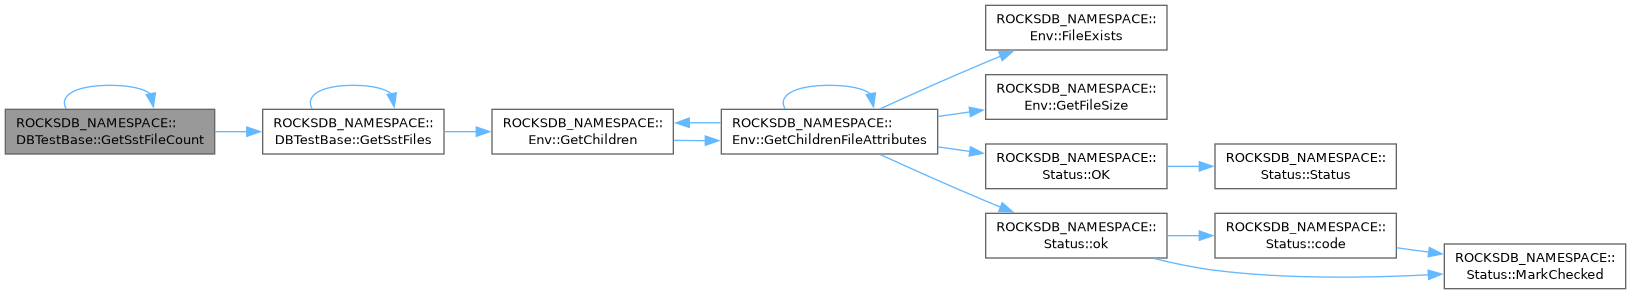 ROCKSDB_NAMESPACE::
DBTestBase::GetSstFileCount
ROCKSDB_NAMESPACE::
DBTestBase::GetSstFiles
ROCKSDB_NAMESPACE::
Env::GetChildren
ROCKSDB_NAMESPACE::
Env::GetChildrenFileAttributes
ROCKSDB_NAMESPACE::
Env::FileExists
ROCKSDB_NAMESPACE::
Env::GetFileSize
ROCKSDB_NAMESPACE::
Status::OK
ROCKSDB_NAMESPACE::
Status::Status
ROCKSDB_NAMESPACE::
Status::ok
ROCKSDB_NAMESPACE::
Status::code
ROCKSDB_NAMESPACE::
Status::MarkChecked